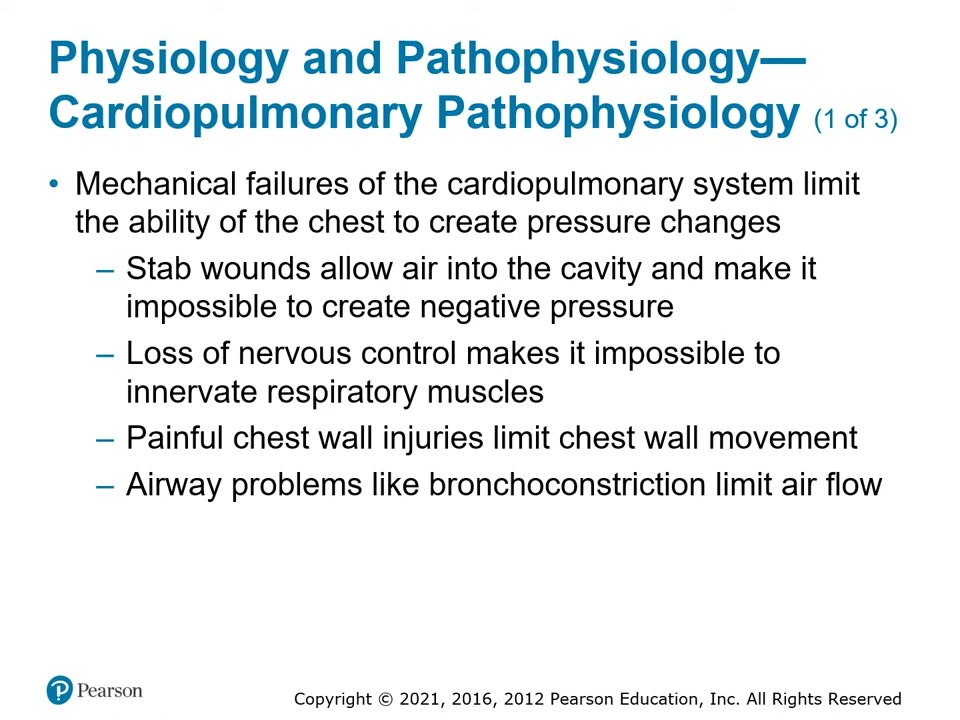 Physiology and Pathophysiology—
Cardiopulmonary Pathophysiology (1 of 3)
• Mechanical failures of the cardiopulmonary system limit
the ability of the chest to create pressure changes
– Stab wounds allow air into the cavity and make it
impossible to create negative pressure
– Loss of nervous control makes it impossible to
innervate respiratory muscles
– Painful chest wall injuries limit chest wall movement
– Airway problems like bronchoconstriction limit air flow
P Pearson
Copyright © 2021, 2016, 2012 Pearson Education, Inc. All Rights Reserved